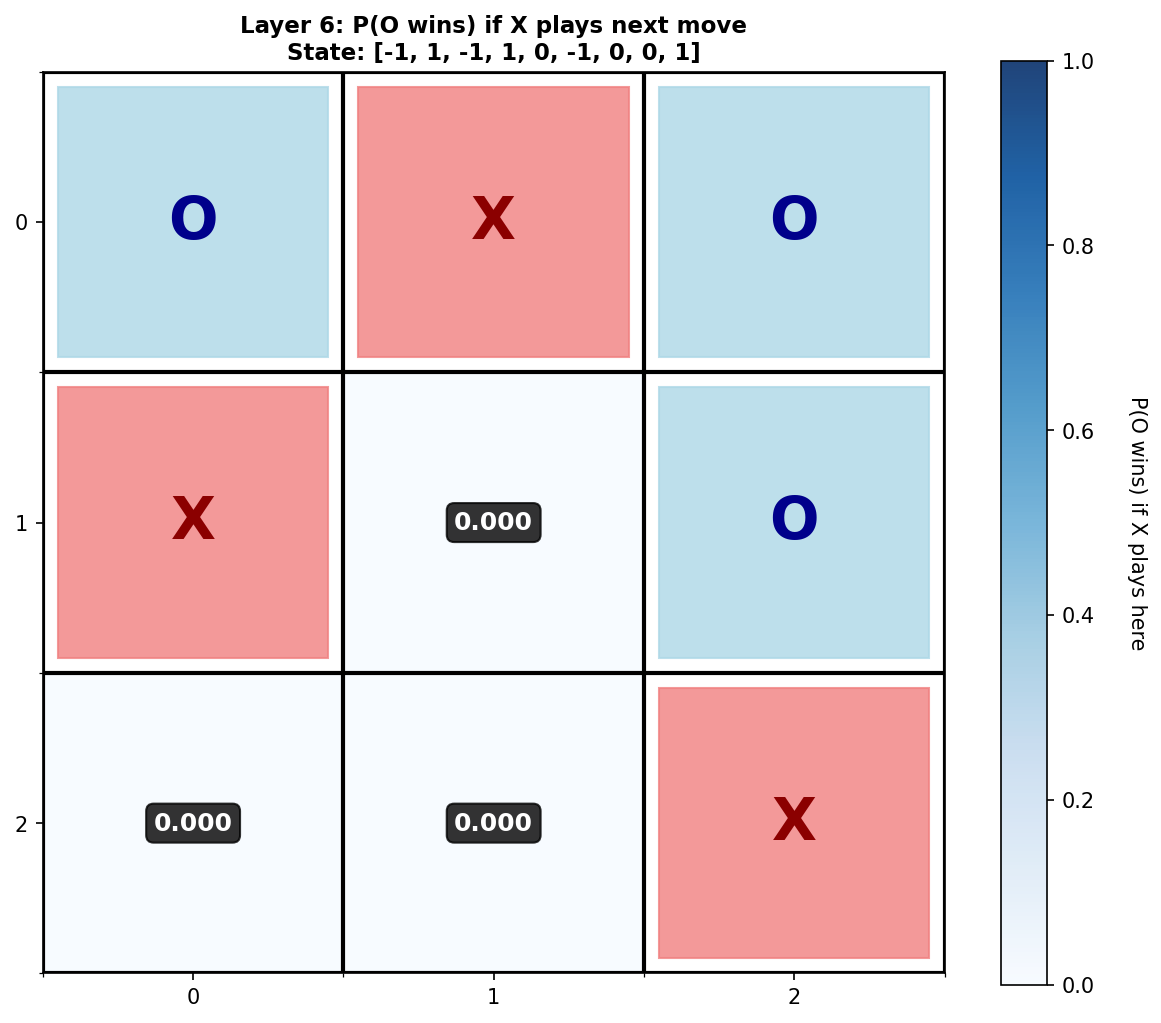 Layer 6: P(O wins) if X plays next move
State: [-1, 1, -1, 1, 0, -1, 0, 0, 1]
O X O
0
X 0.000 O
1
0.000 0.000 X
2
0 1 2
1.0
0.8
0.6
0.4
0.2
0.0
P(O wins) if X plays here